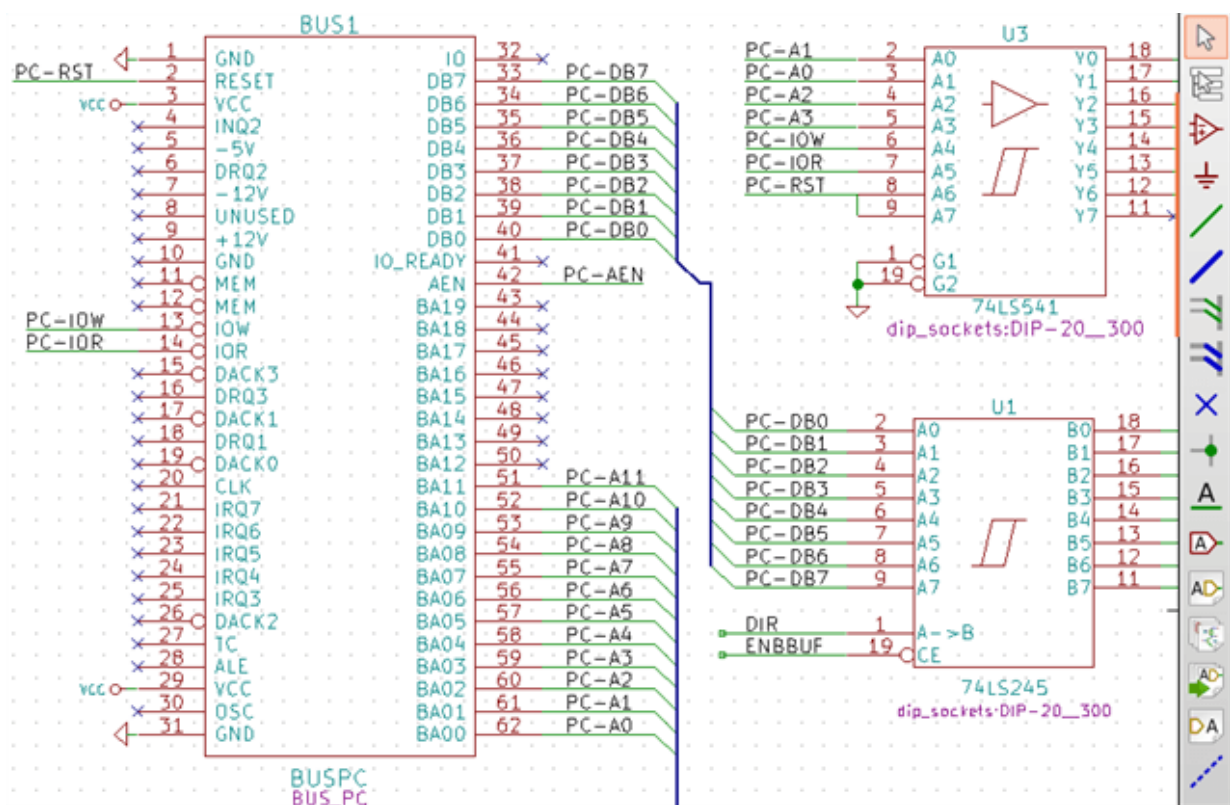 BUS1
1 GND IO 32
PC-RST 2 RESET DB7 33 PC-DB7
VCC 3 VCC DB6 34 PC-DB6
4 INQ2 DB5 35 PC-DB5
5 -5V DB4 36 PC-DB4
6 DRQ2 DB3 37 PC-DB3
7 -12V DB2 38 PC-DB2
8 UNUSED DB1 39 PC-DB1
9 +12V DB0 40 PC-DB0
10 GND IO_READY 41
11 MEM AEN 42 PC-AEN
12 MEM BA19 43
PC-IOW 13 IOW BA18 44
PC-IOR 14 IOR BA17 45
15 DACK3 BA16 46
16 DRQ3 BA15 47
17 DACK1 BA14 48
18 DRQ1 BA13 49
19 DACK0 BA12 50
20 CLK BA11 51 PC-A11
21 IRQ7 BA10 52 PC-A10
22 IRQ6 BA09 53 PC-A9
23 IRQ5 BA08 54 PC-A8
24 IRQ4 BA07 55 PC-A7
25 IRQ3 BA06 56 PC-A6
26 DACK2 BA05 57 PC-A5
27 TC BA04 58 PC-A4
28 ALE BA03 59 PC-A3
VCC 29 VCC BA02 60 PC-A2
30 OSC BA01 61 PC-A1
31 GND BA00 62 PC-A0
BUSPC
BUS_PC
U3
PC-A1 2 A0 Y0 18
PC-A0 3 A1 Y1 17
PC-A2 4 A2 Y2 16
PC-A3 5 A3 Y3 15
PC-IOW 6 A4 Y4 14
PC-IOR 7 A5 Y5 13
PC-RST 8 A6 Y6 12
9 A7 Y7 11
1 G1
19 G2
74LS541
dip_sockets:DIP-20__300
U1
PC-DB0 2 A0 B0 18
PC-DB1 3 A1 B1 17
PC-DB2 4 A2 B2 16
PC-DB3 5 A3 B3 15
PC-DB4 6 A4 B4 14
PC-DB5 7 A5 B5 13
PC-DB6 8 A6 B6 12
PC-DB7 9 A7 B7 11
DIR 1 A->B
ENBBUF 19 CE
74LS245
dip_sockets:DIP-20__300
A
A
AD
AD
DA